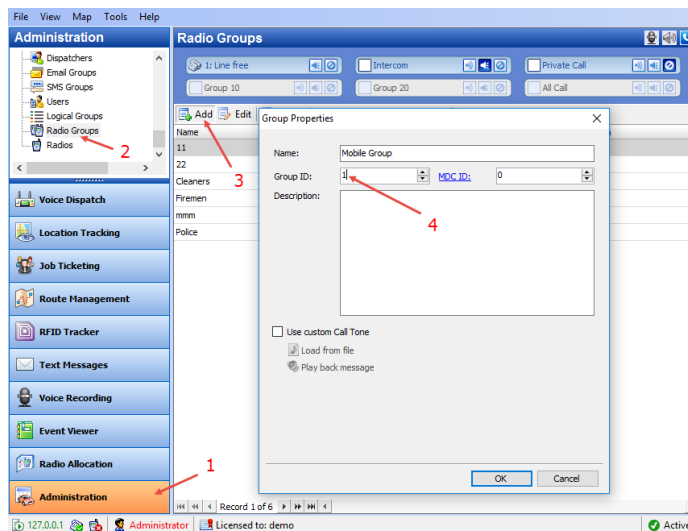 File View Map Tools Help
Administration
Radio Groups
Dispatchers
Email Groups
SMS Groups
Users
Logical Groups
Radio Groups
Radios
2
1: Line free
Intercom
Private Call
Group 10
Group 20
All Call
Add Edit
Name
11
22
Cleaners
Firemen
mmm
Police
3
Group Properties
Name: Mobile Group
Group ID: 1 MDC ID: 0
4
Description:
Use custom Call Tone
Load from file
Play back message
OK Cancel
Voice Dispatch
Location Tracking
Job Ticketing
Route Management
RFID Tracker
Text Messages
Voice Recording
Event Viewer
Radio Allocation
1
Administration
Record 1 of 6
127.0.0.1 Administrator Licensed to: demo Active